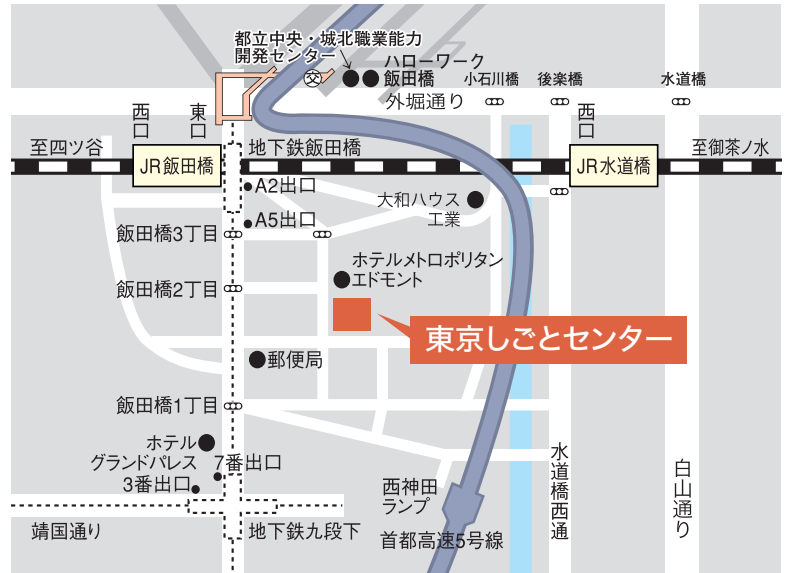 都立中央・城北職業能力
開発センター
交
ハローワーク
飯田橋
小石川橋
後楽橋
水道橋
外堀通り
西口
東口
西口
至四ツ谷
JR飯田橋
地下鉄飯田橋
JR水道橋
至御茶ノ水
A2出口
大和ハウス
工業
A5出口
飯田橋3丁目
ホテルメトロポリタン
エドモント
飯田橋2丁目
東京しごとセンター
郵便局
飯田橋1丁目
ホテル
グランドパレス
7番出口
3番出口
西神田
ランプ
水道橋西通
白山通り
靖国通り
地下鉄九段下
首都高速5号線